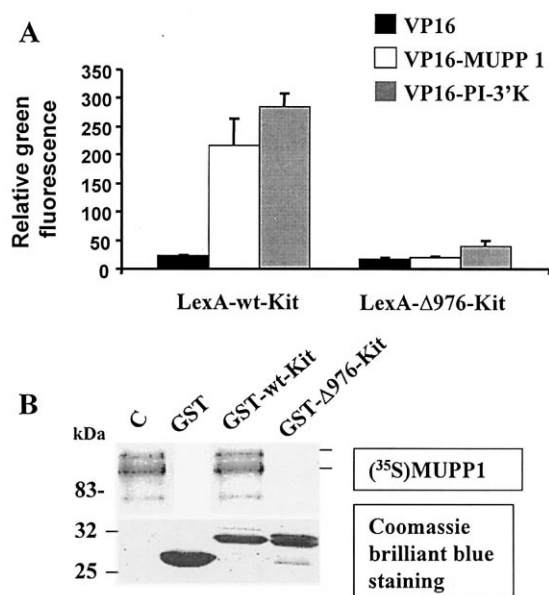 A
VP16
VP16-MUPP 1
VP16-PI-3'K
Relative green
fluorescence
350
300
250
200
150
100
50
0
LexA-wt-Kit
LexA-Δ976-Kit
B
C
GST
GST-wt-Kit
GST-Δ976-Kit
kDa
83-
(³⁵S)MUPP1
32
25
Coomassie
brilliant blue
staining